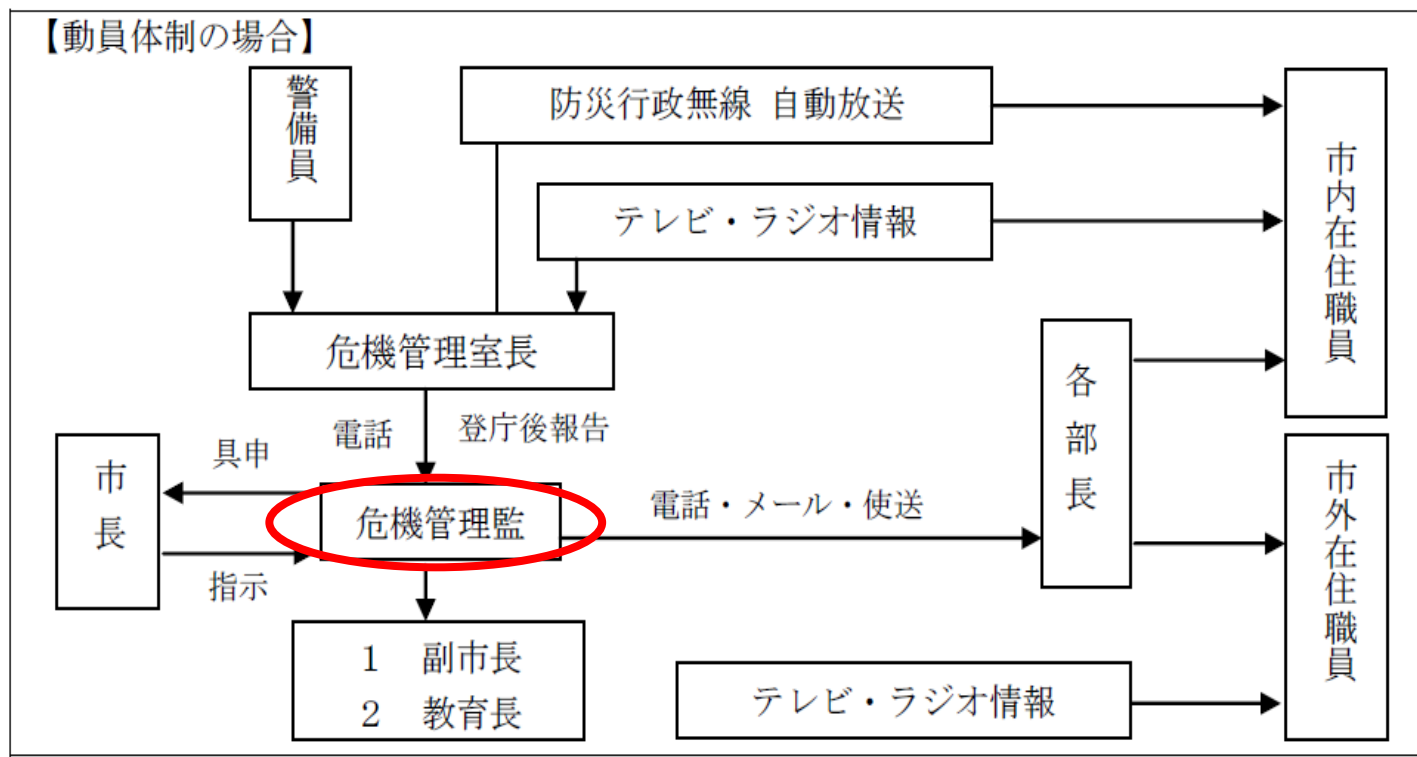 【動員体制の場合】
警備員
防災行政無線 自動放送
テレビ・ラジオ情報
市内在住職員
危機管理室長
各部長
電話
登庁後報告
具申
市長
危機管理監
電話・メール・使送
指示
市外在住職員
1 副市長
2 教育長
テレビ・ラジオ情報